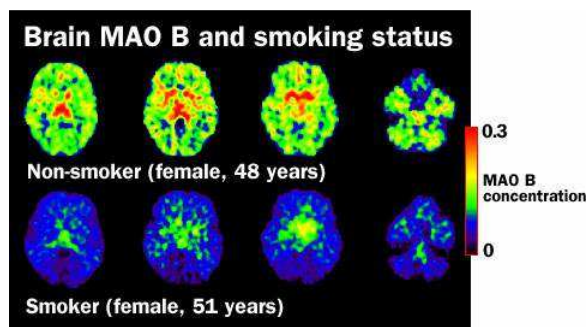 Brain MAO B and smoking status
Non-smoker (female, 48 years)
0.3
MAO B
concentration
0
Smoker (female, 51 years)